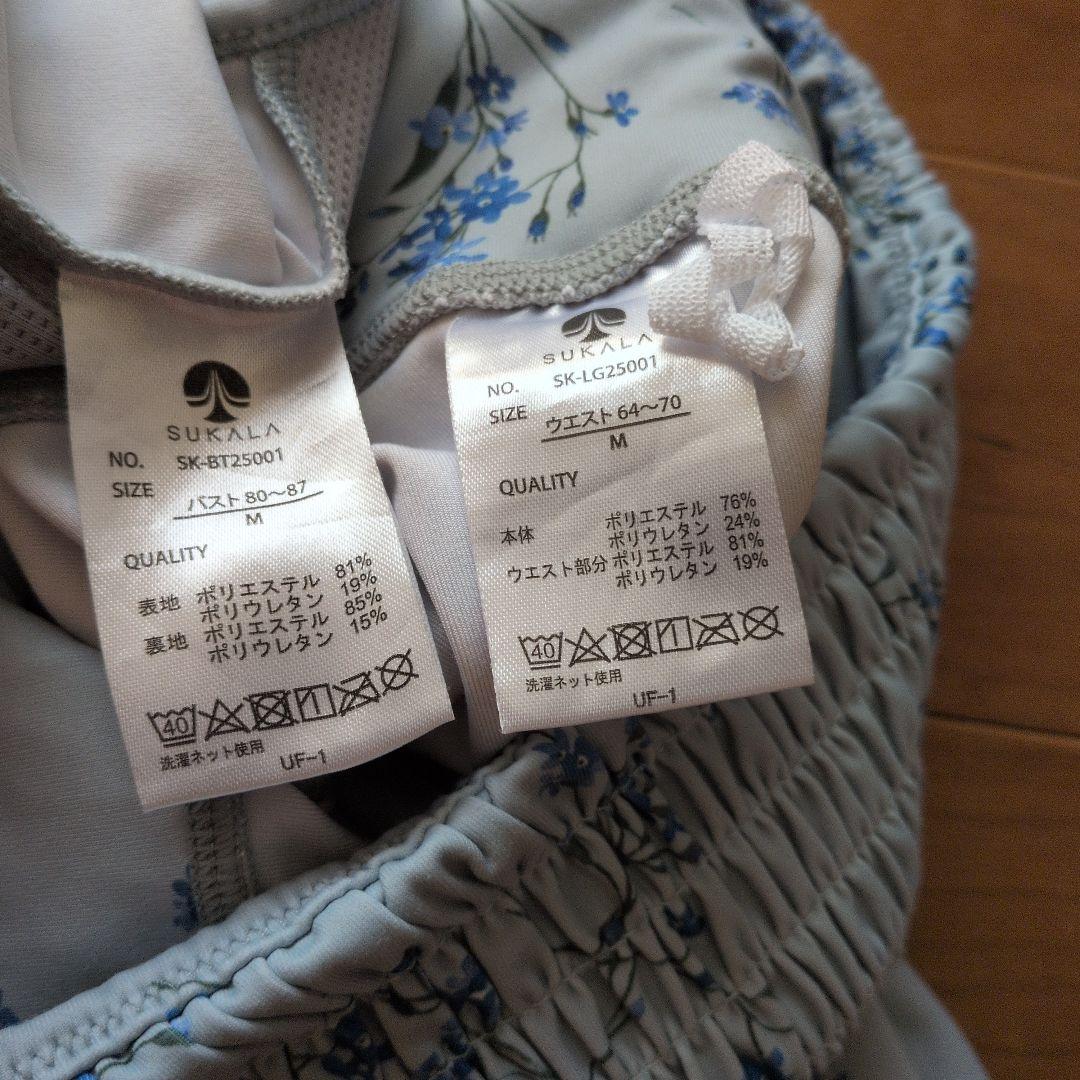 SUKALA
NO. SK-BT25001
SIZE バスト 80～87
M
QUALITY
表地 ポリエステル 81%
ポリウレタン 19%
裏地 ポリエステル 85%
ポリウレタン 15%
40
洗濯ネット使用
UF-1
SUKALA
NO. SK-LG25001
SIZE ウエスト 64～70
M
QUALITY
本体 ポリエステル 76%
ポリウレタン 24%
ウエスト部分 ポリエステル 81%
ポリウレタン 19%
40
洗濯ネット使用
UF-1